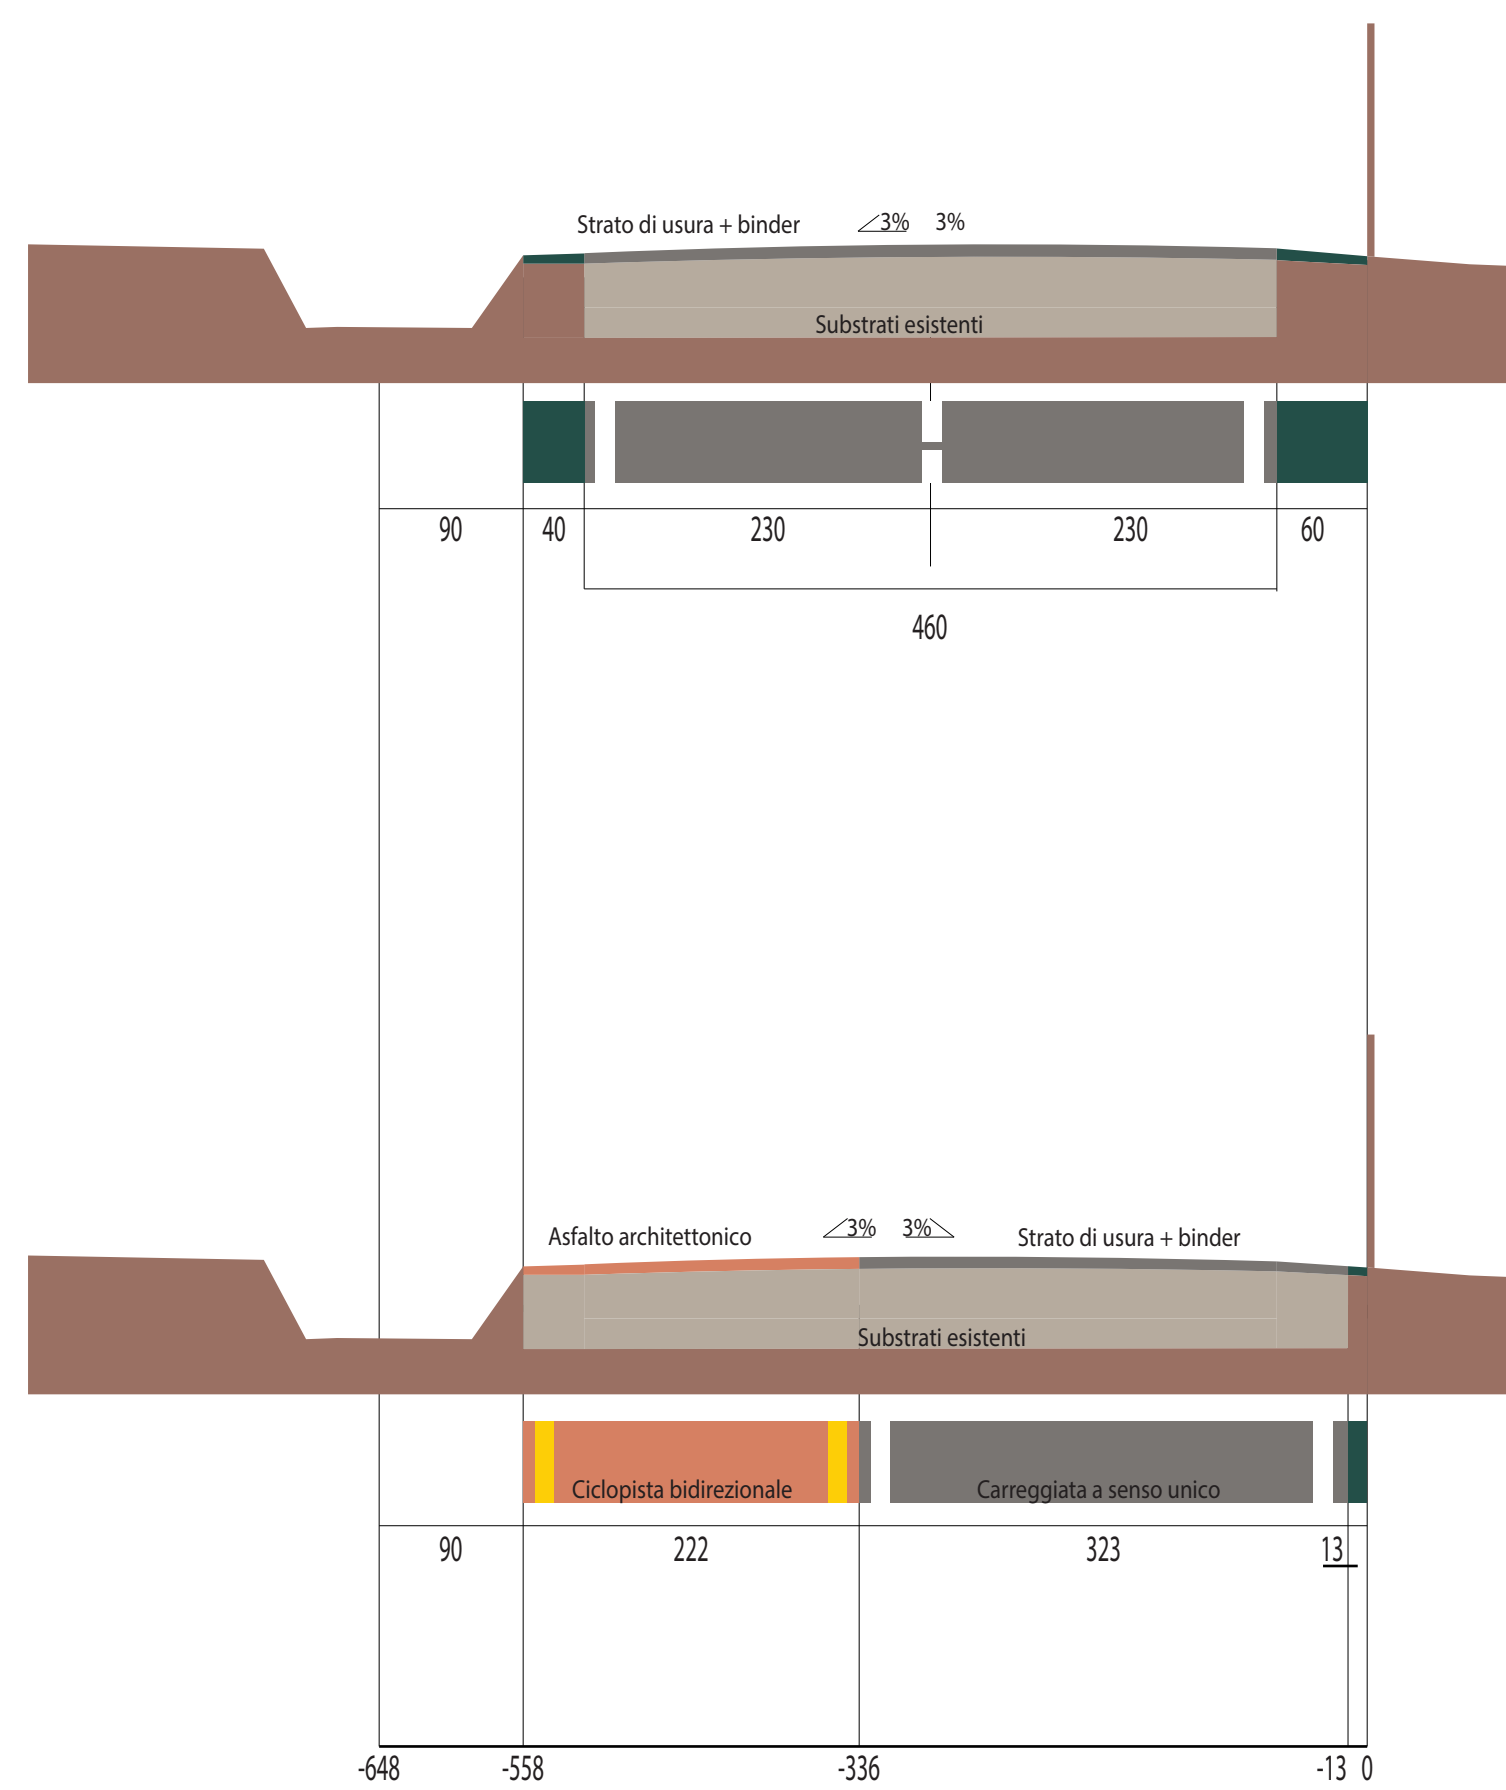 Strato di usura + binder 3% 3%
Substrati esistenti
90 40 230 230 60
460
Asfalto architettonico 3% 3% Strato di usura + binder
Substrati esistenti
Ciclopista bidirezionale Carreggiata a senso unico
90 222 323 13
-648 -558 -336 -13 0